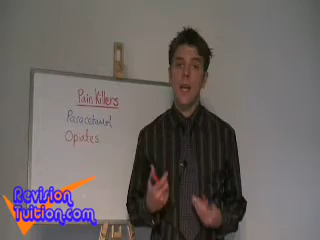 Pain Killers
Paracetamol
Opiates
Revision
Tuition.com